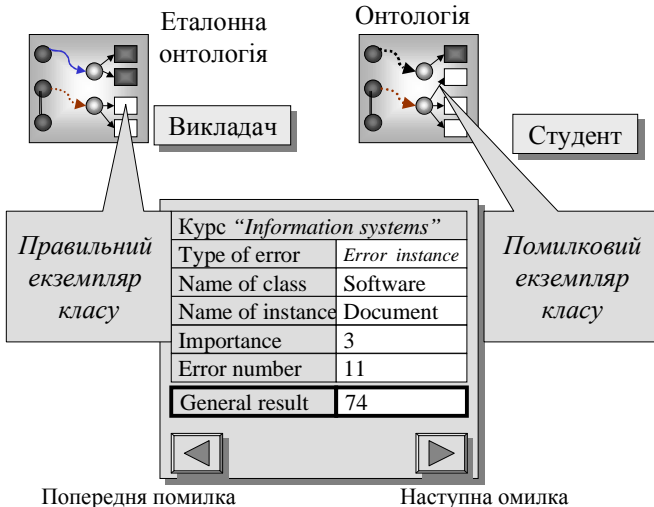 Еталонна
онтологія
Онтологія
Викладач
Студент
Правильний
екземпляр
класу
Помилковий
екземпляр
класу
Курс “Information systems”
Type of error Error instance
Name of class Software
Name of instance Document
Importance 3
Error number 11
General result 74
Попередня помилка
Наступна омилка